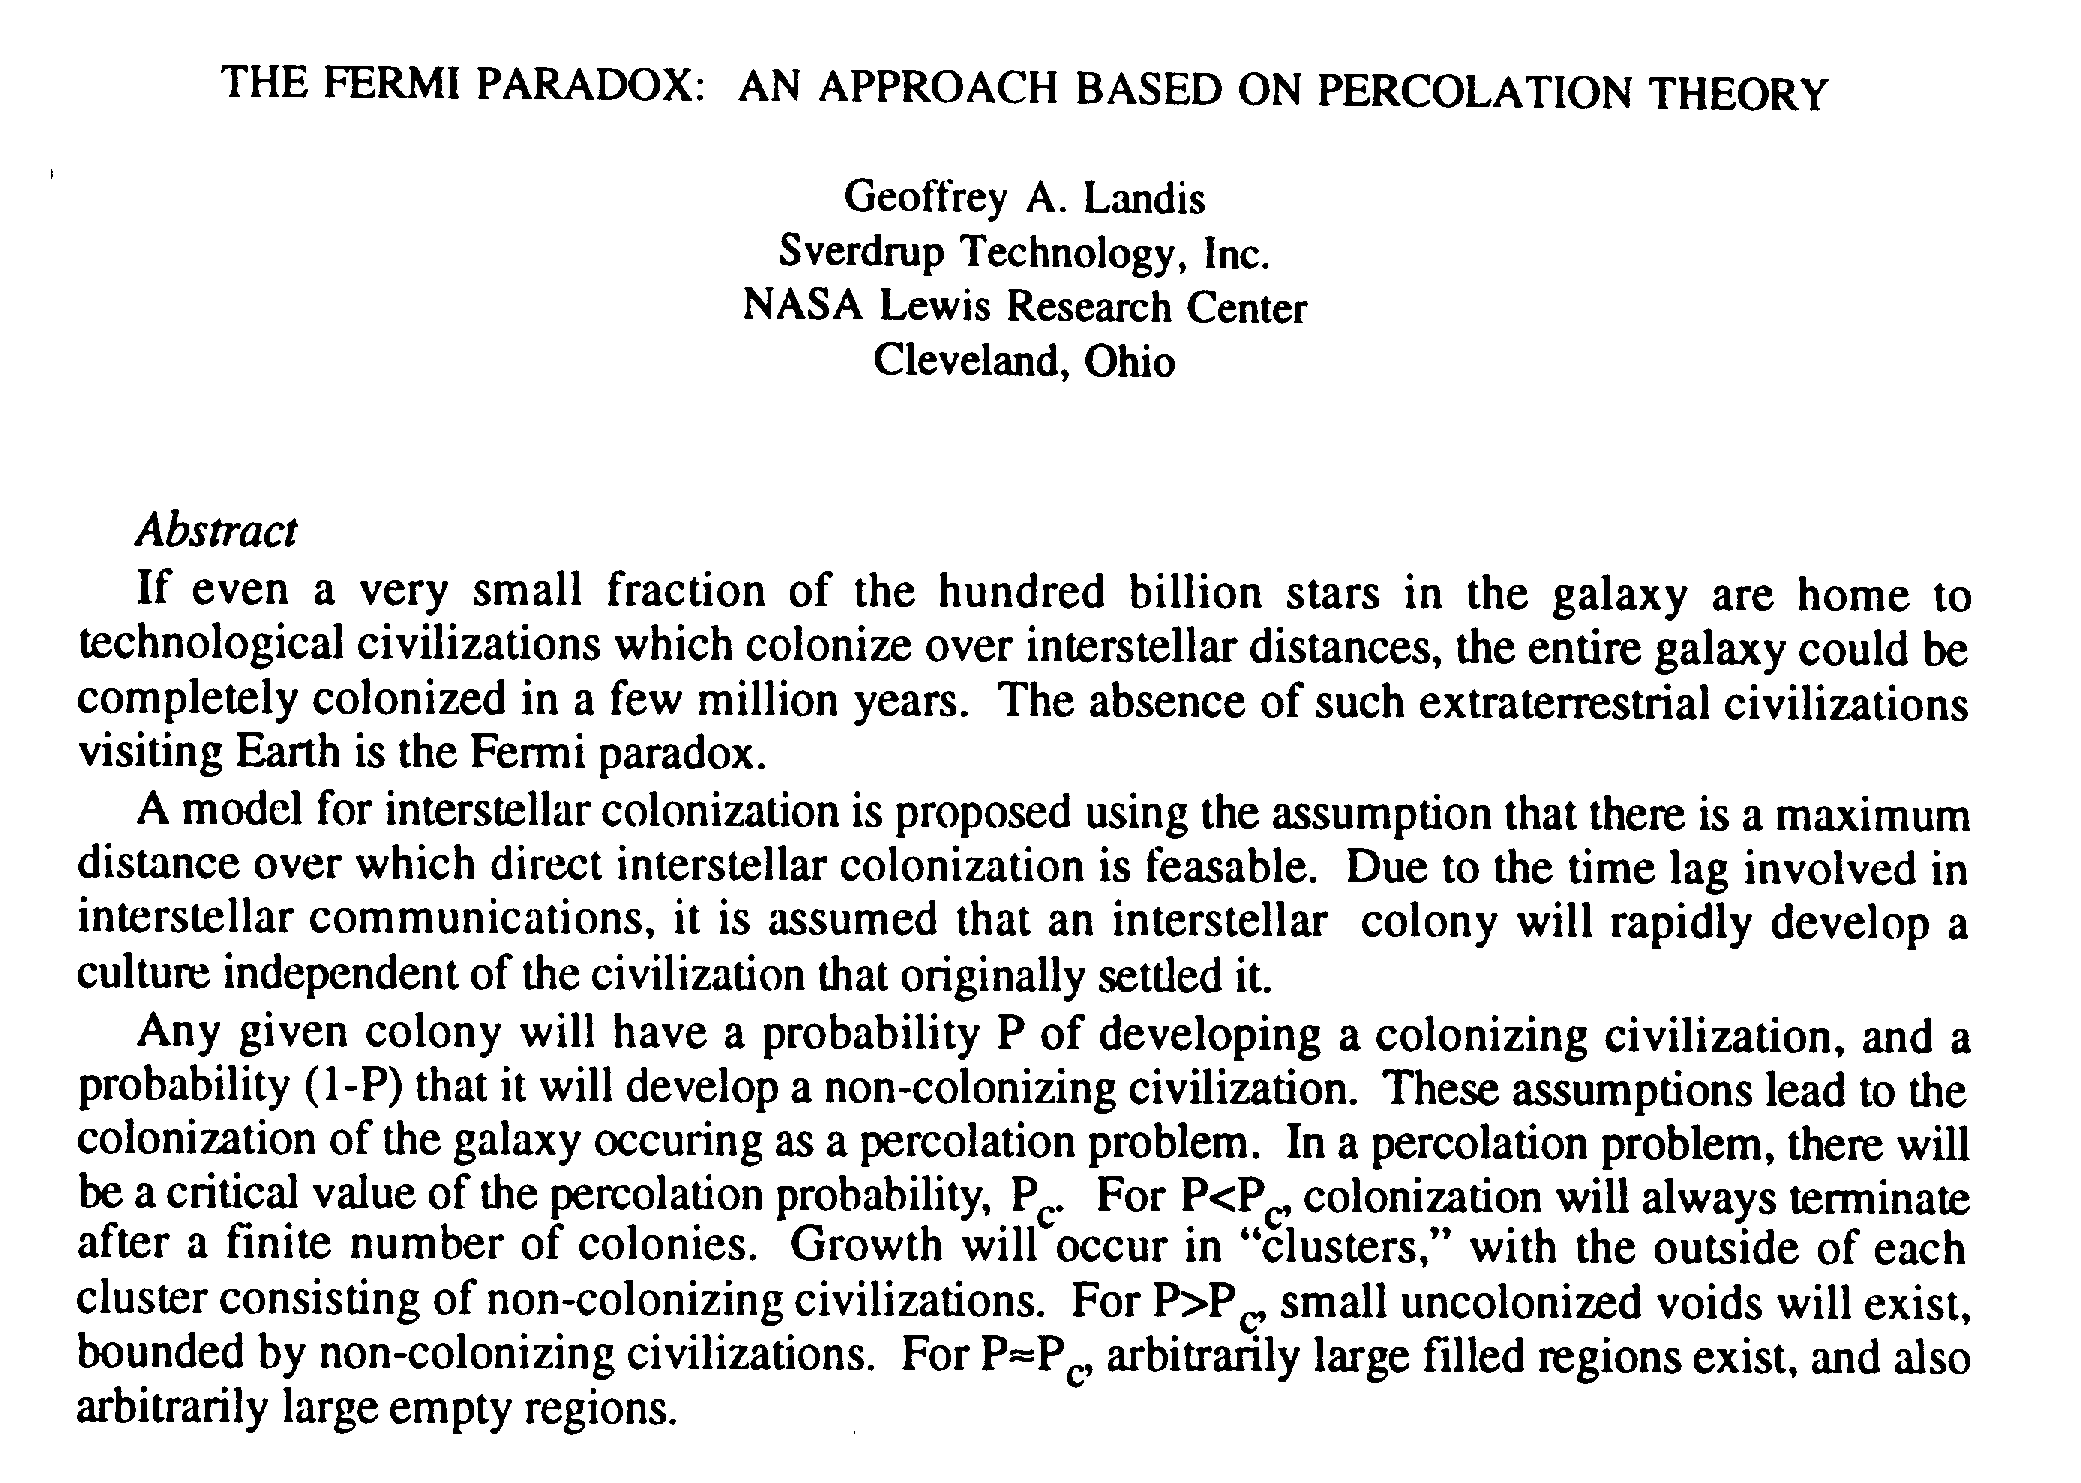 THE FERMI PARADOX: AN APPROACH BASED ON PERCOLATION THEORY
Geoffrey A. Landis
Sverdrup Technology, Inc.
NASA Lewis Research Center
Cleveland, Ohio
Abstract
If even a very small fraction of the hundred billion stars in the galaxy are home to
technological civilizations which colonize over interstellar distances, the entire galaxy could be
completely colonized in a few million years. The absence of such extraterrestrial civilizations
visiting Earth is the Fermi paradox.
A model for interstellar colonization is proposed using the assumption that there is a maximum
distance over which direct interstellar colonization is feasable. Due to the time lag involved in
interstellar communications, it is assumed that an interstellar colony will rapidly develop a
culture independent of the civilization that originally settled it.
Any given colony will have a probability P of developing a colonizing civilization, and a
probability (1-P) that it will develop a non-colonizing civilization. These assumptions lead to the
colonization of the galaxy occuring as a percolation problem. In a percolation problem, there will
be a critical value of the percolation probability, Pc. For P<Pc, colonization will always terminate
after a finite number of colonies. Growth will occur in “clusters,” with the outside of each
cluster consisting of non-colonizing civilizations. For P>Pc, small uncolonized voids will exist,
bounded by non-colonizing civilizations. For P≈Pc, arbitrarily large filled regions exist, and also
arbitrarily large empty regions.